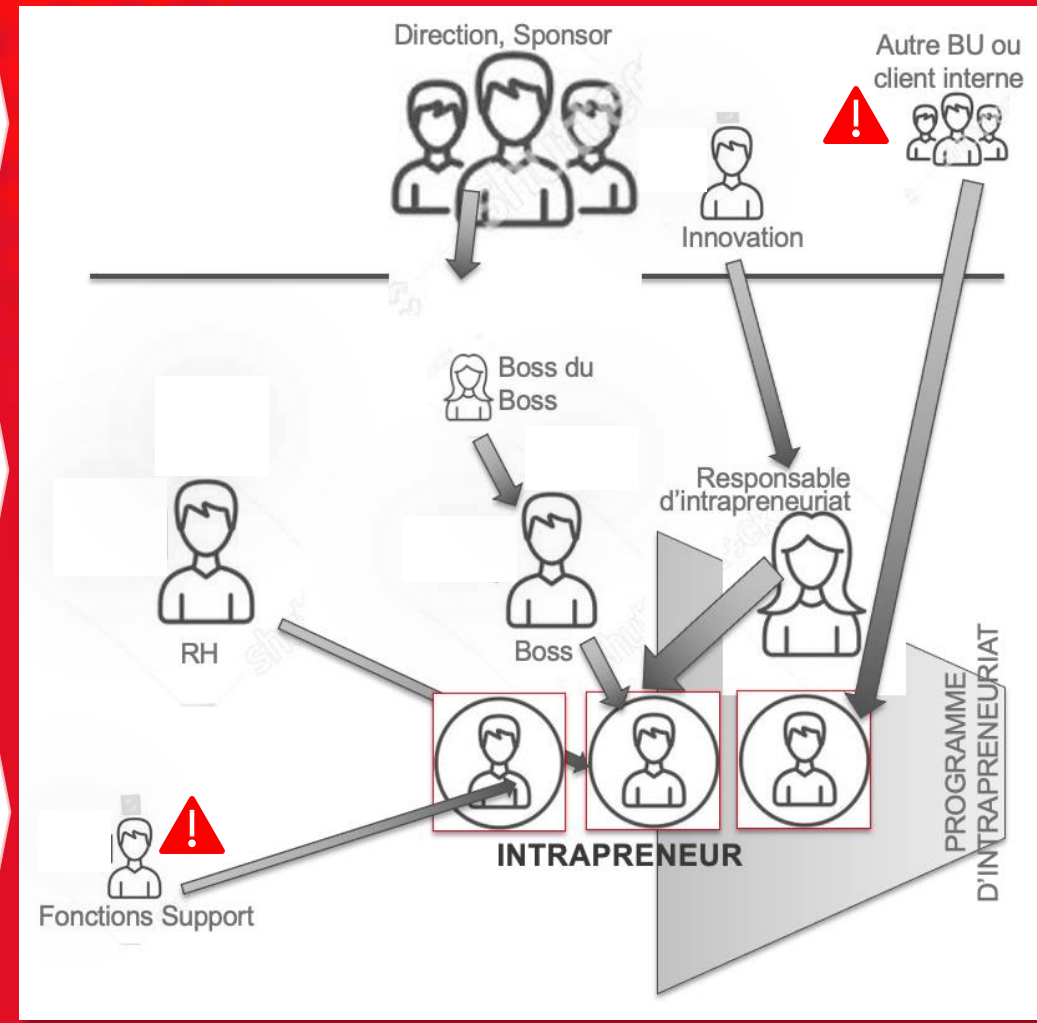 Direction, Sponsor
Autre BU ou
client interne
Innovation
Boss du
Boss
Responsable
d'intrapreneuriat
RH
Boss
INTRAPRENEUR
Fonctions Support
PROGRAMME
D'INTRAPRENEURIAT